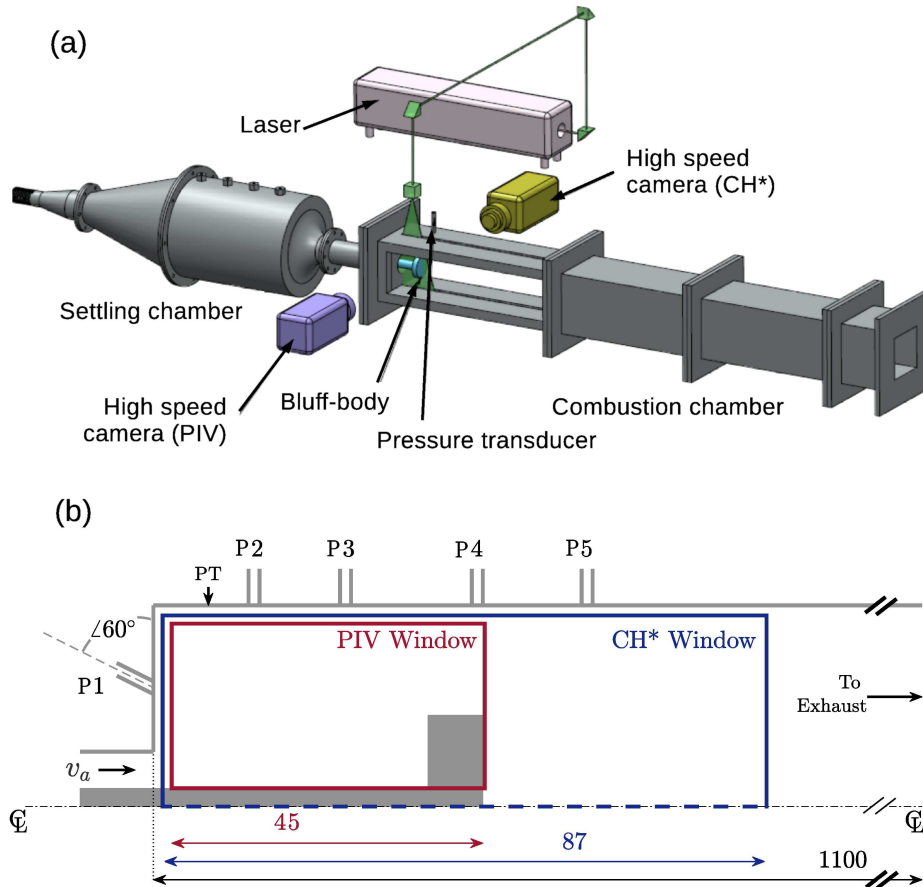 (a)
Laser
High speed
camera (CH*)
Settling chamber
High speed
camera (PIV)
Bluff-body
Pressure transducer
Combustion chamber
(b)
P2
P3
P4
P5
PT
∠60°
PIV Window
CH* Window
P1
To
Exhaust
v_a
℄
℄
45
87
1100